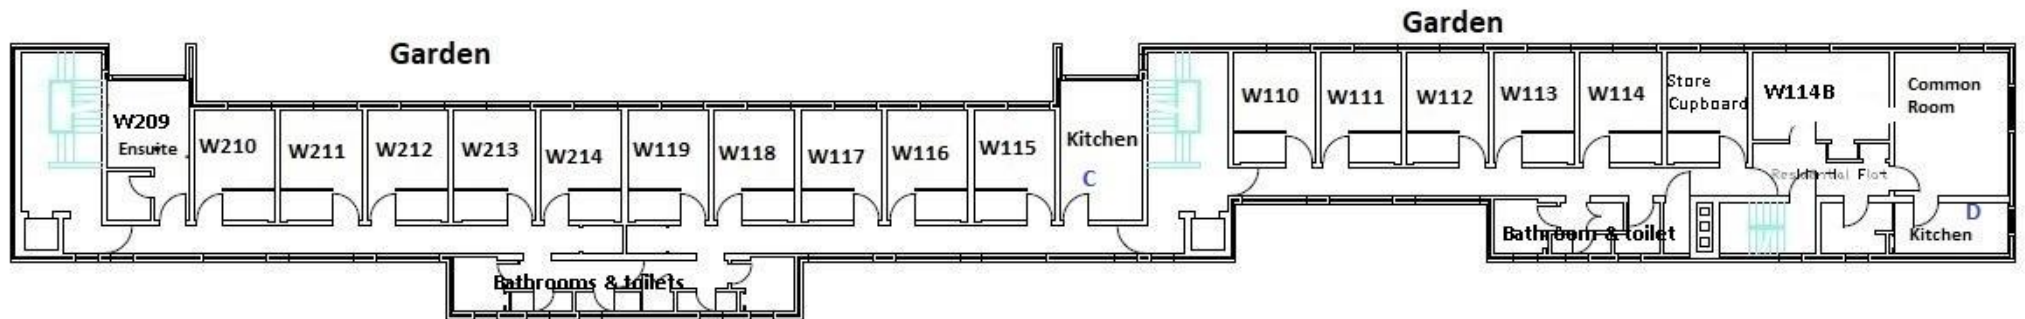 Garden
Garden
W209
Ensuite
W210
W211
W212
W213
W214
W119
W118
W117
W116
W115
Kitchen
C
W110
W111
W112
W113
W114
Store
Cupboard
W114B
Common
Room
Residential Flat
D
Kitchen
Bathroom & toilet
Bathrooms & toilets